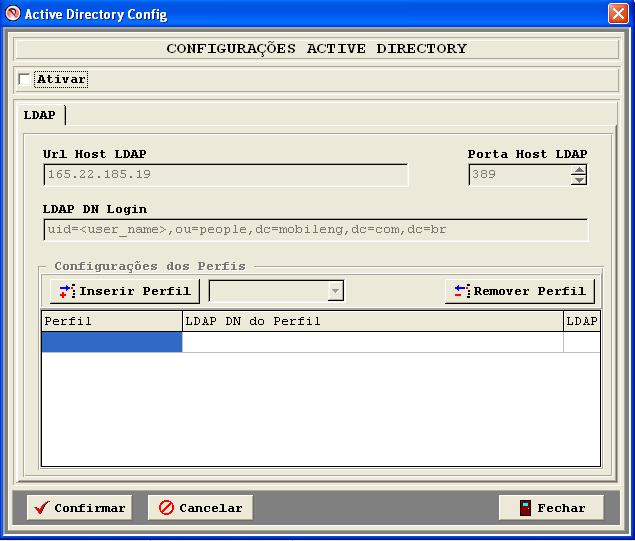 Active Directory Config
CONFIGURAÇÕES ACTIVE DIRECTORY
Ativar
LDAP
Url Host LDAP
Porta Host LDAP
165.22.185.19
389
LDAP DN Login
uid=<user_name>,ou=people,dc=mobileng,dc=com,dc=br
Configurações dos Perfis
Inserir Perfil
Remover Perfil
Perfil
LDAP DN do Perfil
LDAP
Confirmar
Cancelar
Fechar